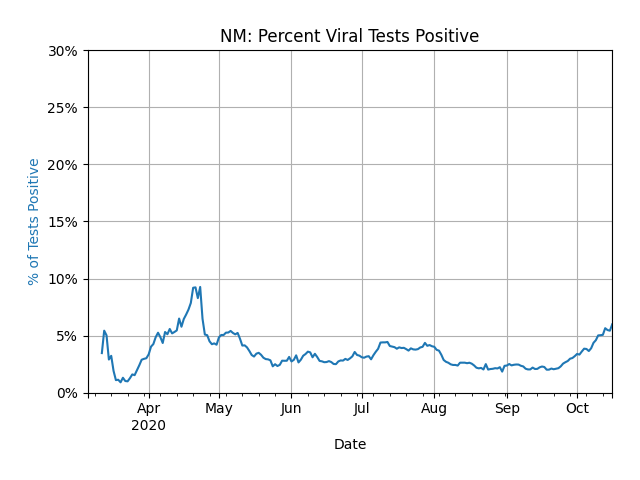 NM: Percent Viral Tests Positive
30%
25%
20%
15%
10%
5%
0%
% of Tests Positive
Apr May Jun Jul Aug Sep Oct
2020
Date